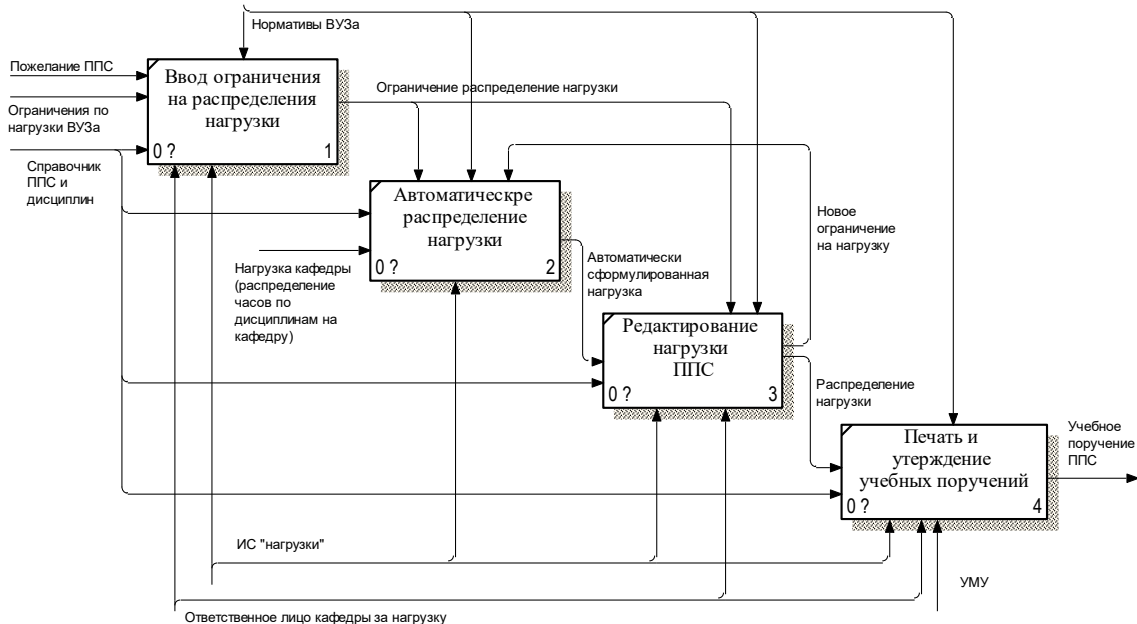 Нормативы ВУЗа
Пожелание ППС
Ввод ограничения
на распределения
нагрузки
0 ?
1
Ограничения по
нагрузки ВУЗа
Ограничение распределение нагрузки
Справочник
ППС и
дисциплин
Автоматическре
распределение
нагрузки
0 ?
2
Новое
ограничение
на нагрузку
Нагрузка кафедры
(распределение
часов по
дисциплинам на
кафедру)
Автоматически
сформулированная
нагрузка
Редактирование
нагрузки
ППС
0 ?
3
Распределение
нагрузки
Печать и
утерждение
учебных поручений
0 ?
4
Учебное
поручение
ППС
ИС "нагрузки"
УМУ
Ответственное лицо кафедры за нагрузку